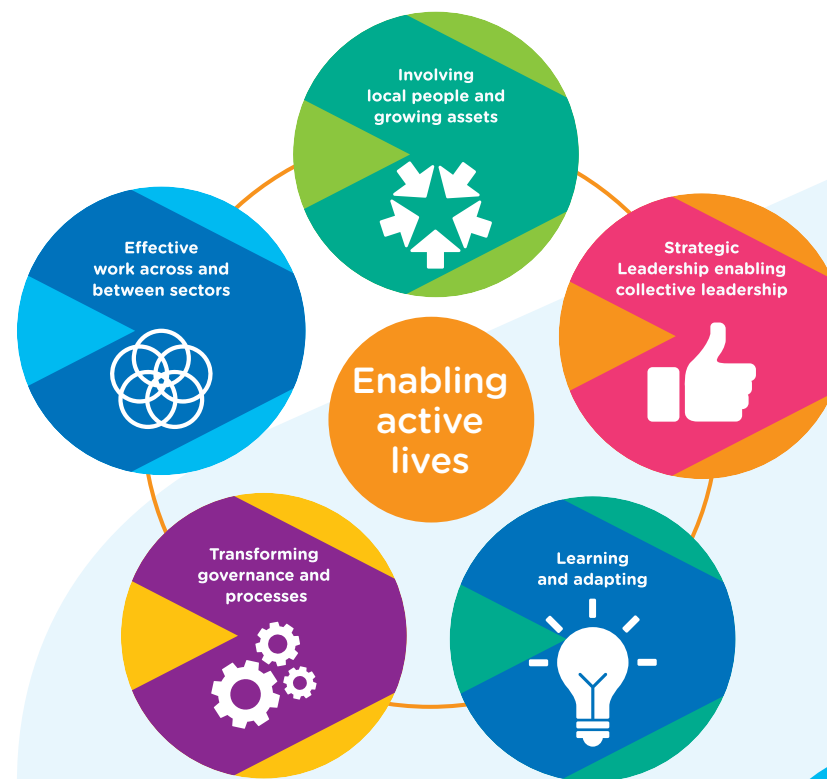 Involving
local people and
growing assets
Effective
work across and
between sectors
Strategic
Leadership enabling
collective leadership
Enabling
active
lives
Transforming
governance and
processes
Learning
and adapting